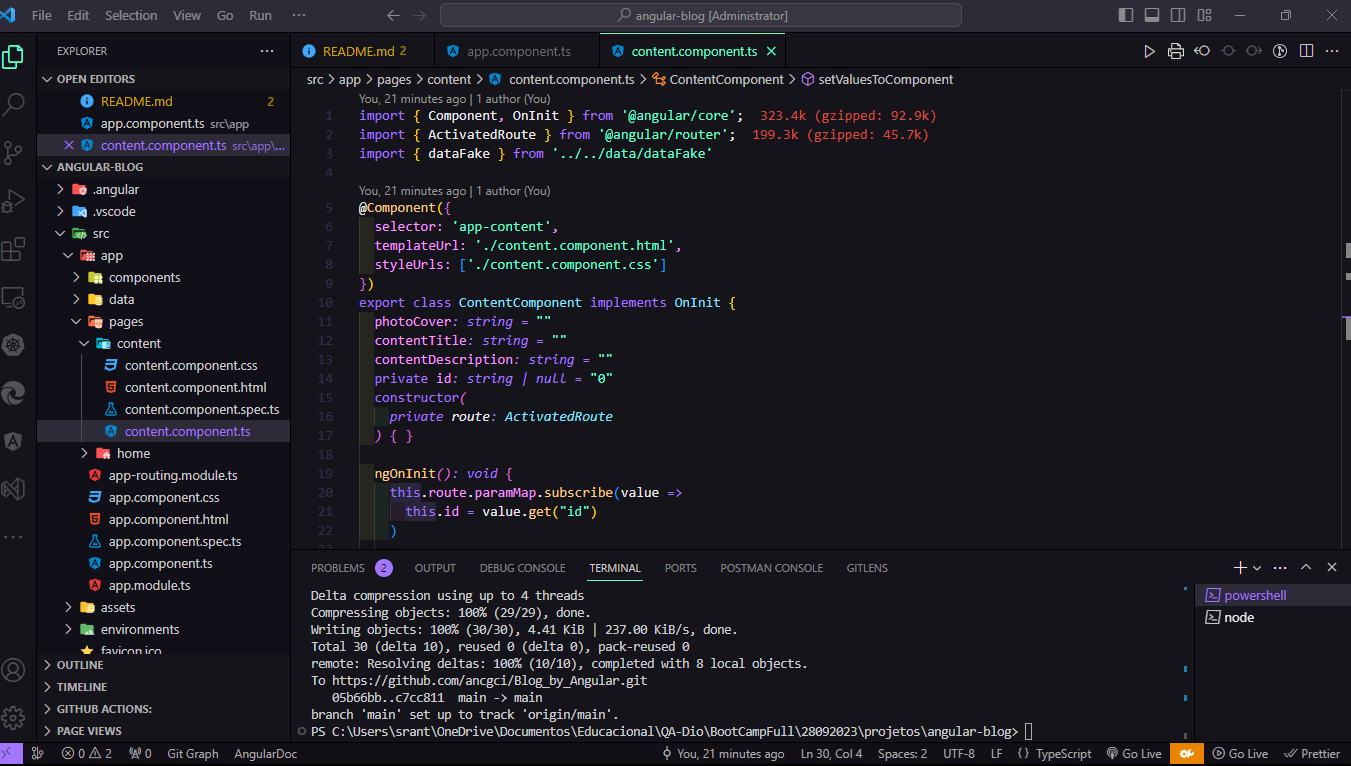 File Edit Selection View Go Run ··· angular-blog [Administrator]
EXPLORER ···
OPEN EDITORS
README.md 2
app.component.ts src\app
content.component.ts src\app\...
ANGULAR-BLOG
.angular
.vscode
src
app
components
data
pages
content
content.component.css
content.component.html
content.component.spec.ts
content.component.ts
home
app-routing.module.ts
app.component.css
app.component.html
app.component.spec.ts
app.component.ts
app.module.ts
assets
environments
favicon.ico
OUTLINE
TIMELINE
GITHUB ACTIONS:
PAGE VIEWS
README.md 2 app.component.ts content.component.ts
src > app > pages > content > content.component.ts > ContentComponent > setValuesToComponent
You, 21 minutes ago | 1 author (You)
1 import { Component, OnInit } from '@angular/core'; 323.4k (gzipped: 92.9k)
2 import { ActivatedRoute } from '@angular/router'; 199.3k (gzipped: 45.7k)
3 import { dataFake } from '../../data/dataFake'
4
You, 21 minutes ago | 1 author (You)
5 @Component({
6 selector: 'app-content',
7 templateUrl: './content.component.html',
8 styleUrls: ['./content.component.css']
9 })
10 export class ContentComponent implements OnInit {
11 photoCover: string = ""
12 contentTitle: string = ""
13 contentDescription: string = ""
14 private id: string | null = "0"
15 constructor(
16 private route: ActivatedRoute
17 ) { }
18
19 ngOnInit(): void {
20 this.route.paramMap.subscribe(value =>
21 this.id = value.get("id")
22 )
23
PROBLEMS 2 OUTPUT DEBUG CONSOLE TERMINAL PORTS POSTMAN CONSOLE GITLENS
Delta compression using up to 4 threads
Compressing objects: 100% (29/29), done.
Writing objects: 100% (30/30), 4.41 KiB | 237.00 KiB/s, done.
Total 30 (delta 10), reused 0 (delta 0), pack-reused 0
remote: Resolving deltas: 100% (10/10), completed with 8 local objects.
To https://github.com/ancgci/Blog_by_Angular.git
05b66bb..c7cc811 main -> main
branch 'main' set up to track 'origin/main'.
PS C:\Users\srant\OneDrive\Documentos\Educacional\QA-Dio\BootCampFull\28092023\projetos\angular-blog>
powershell
node
0 2 0 Git Graph AngularDoc You, 21 minutes ago Ln 30, Col 4 Spaces: 2 UTF-8 LF {} TypeScript Go Live Go Live Prettier